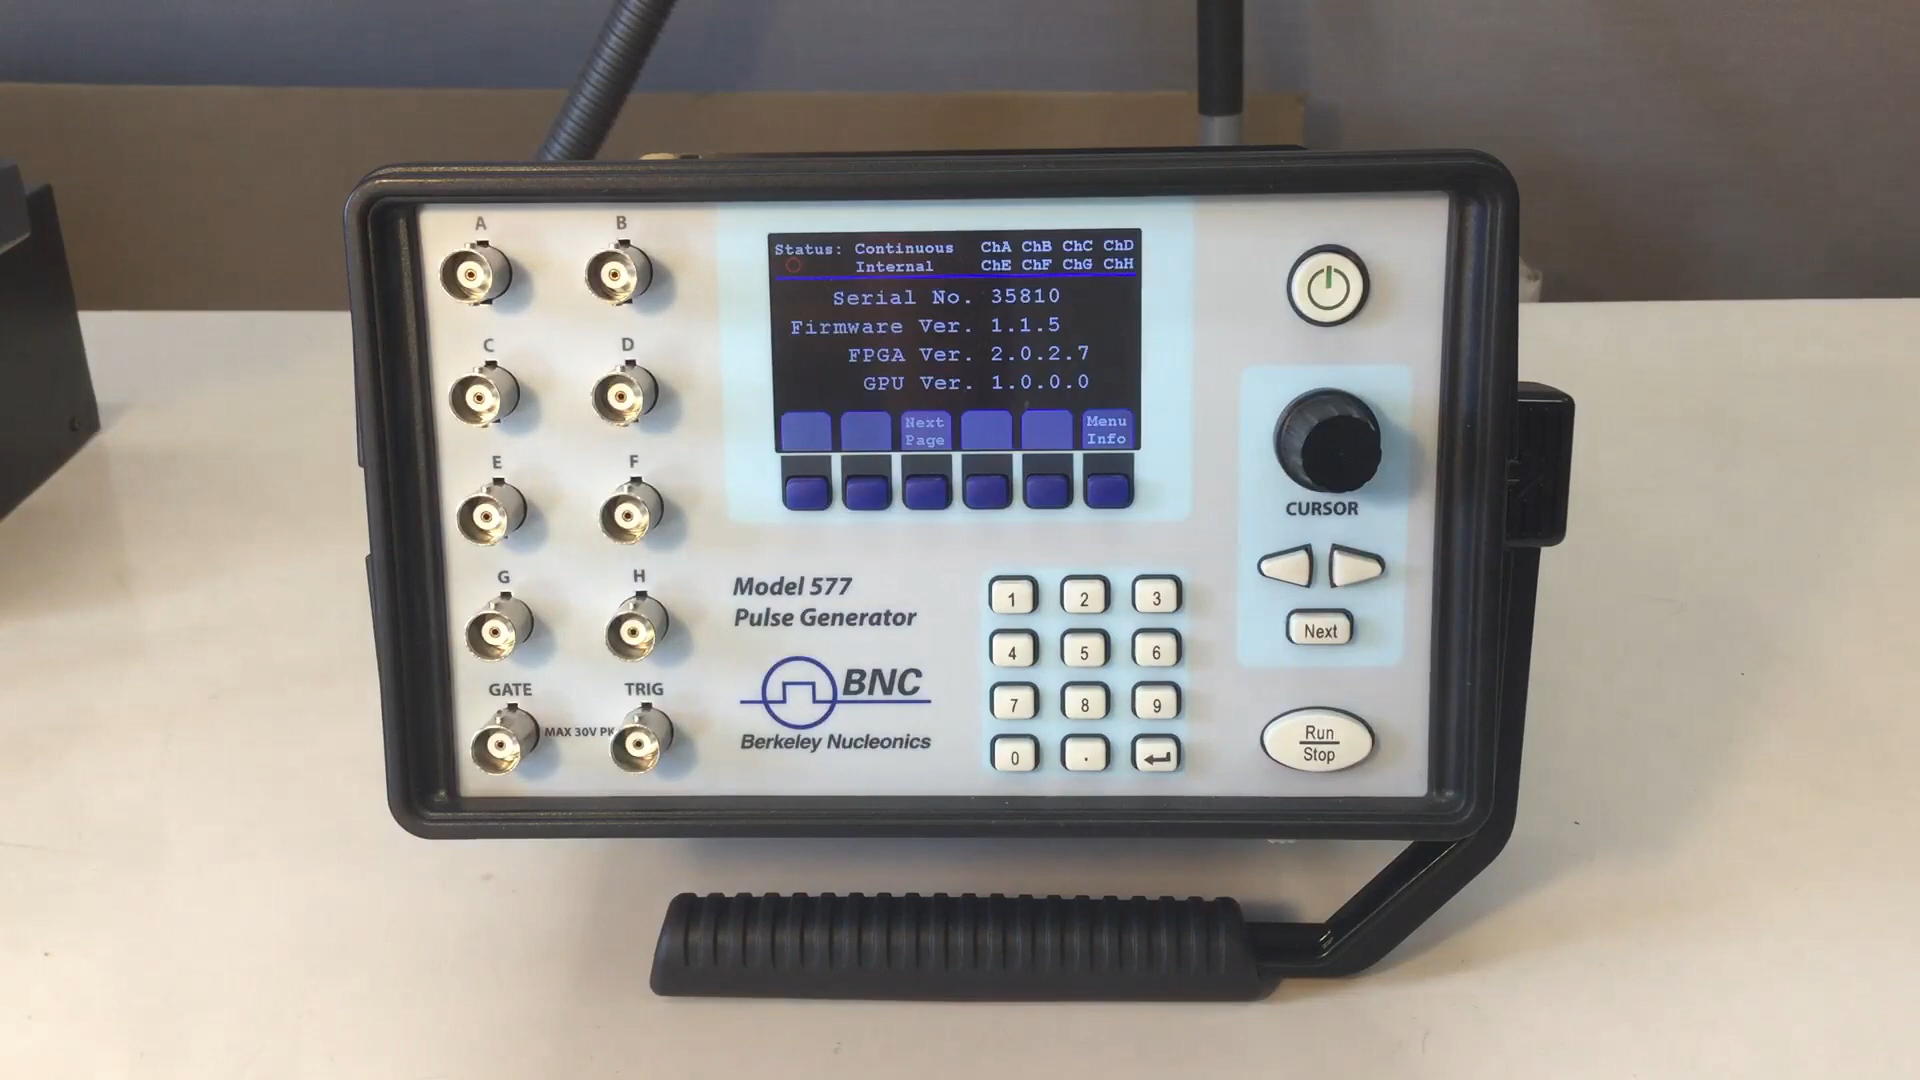 A B
C D
E F
G H
GATE TRIG
MAX 30V PK
Status: Continuous ChA ChB ChC ChD
Internal ChE ChF ChG ChH
Serial No. 35810
Firmware Ver. 1.1.5
FPGA Ver. 2.0.2.7
GPU Ver. 1.0.0.0
Next Page
Menu Info
Model 577
Pulse Generator
BNC
Berkeley Nucleonics
1 2 3
4 5 6
7 8 9
0 .
CURSOR
Next
Run
Stop